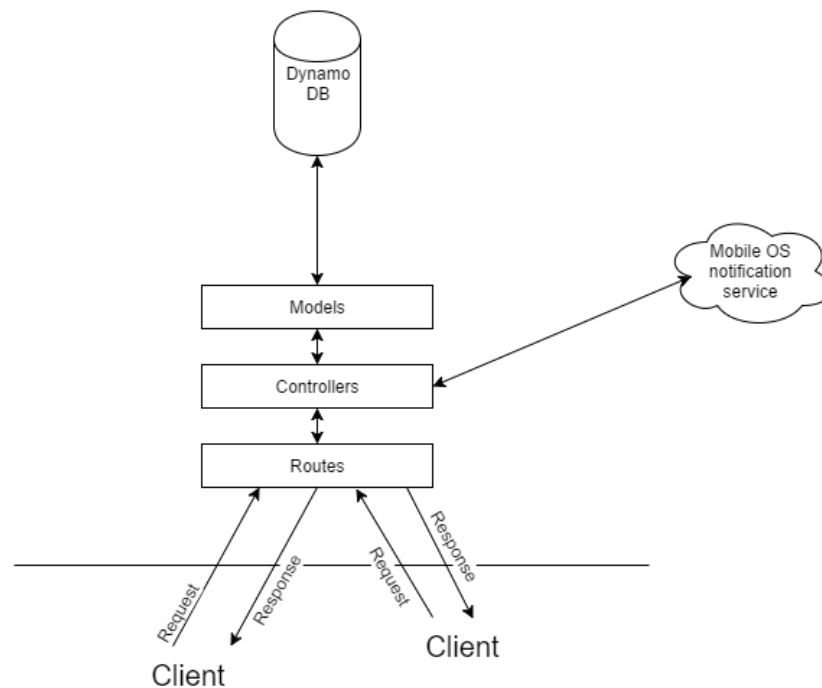 Dynamo
DB
Mobile OS
notification
service
Models
Controllers
Routes
Request
Response
Request
Response
Client
Client